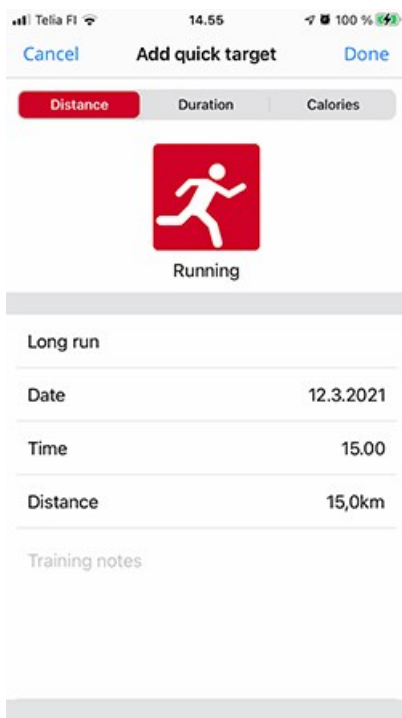 Telia FI 14.55 100 %
Cancel Add quick target Done
Distance Duration Calories
Running
Long run
Date 12.3.2021
Time 15.00
Distance 15,0km
Training notes